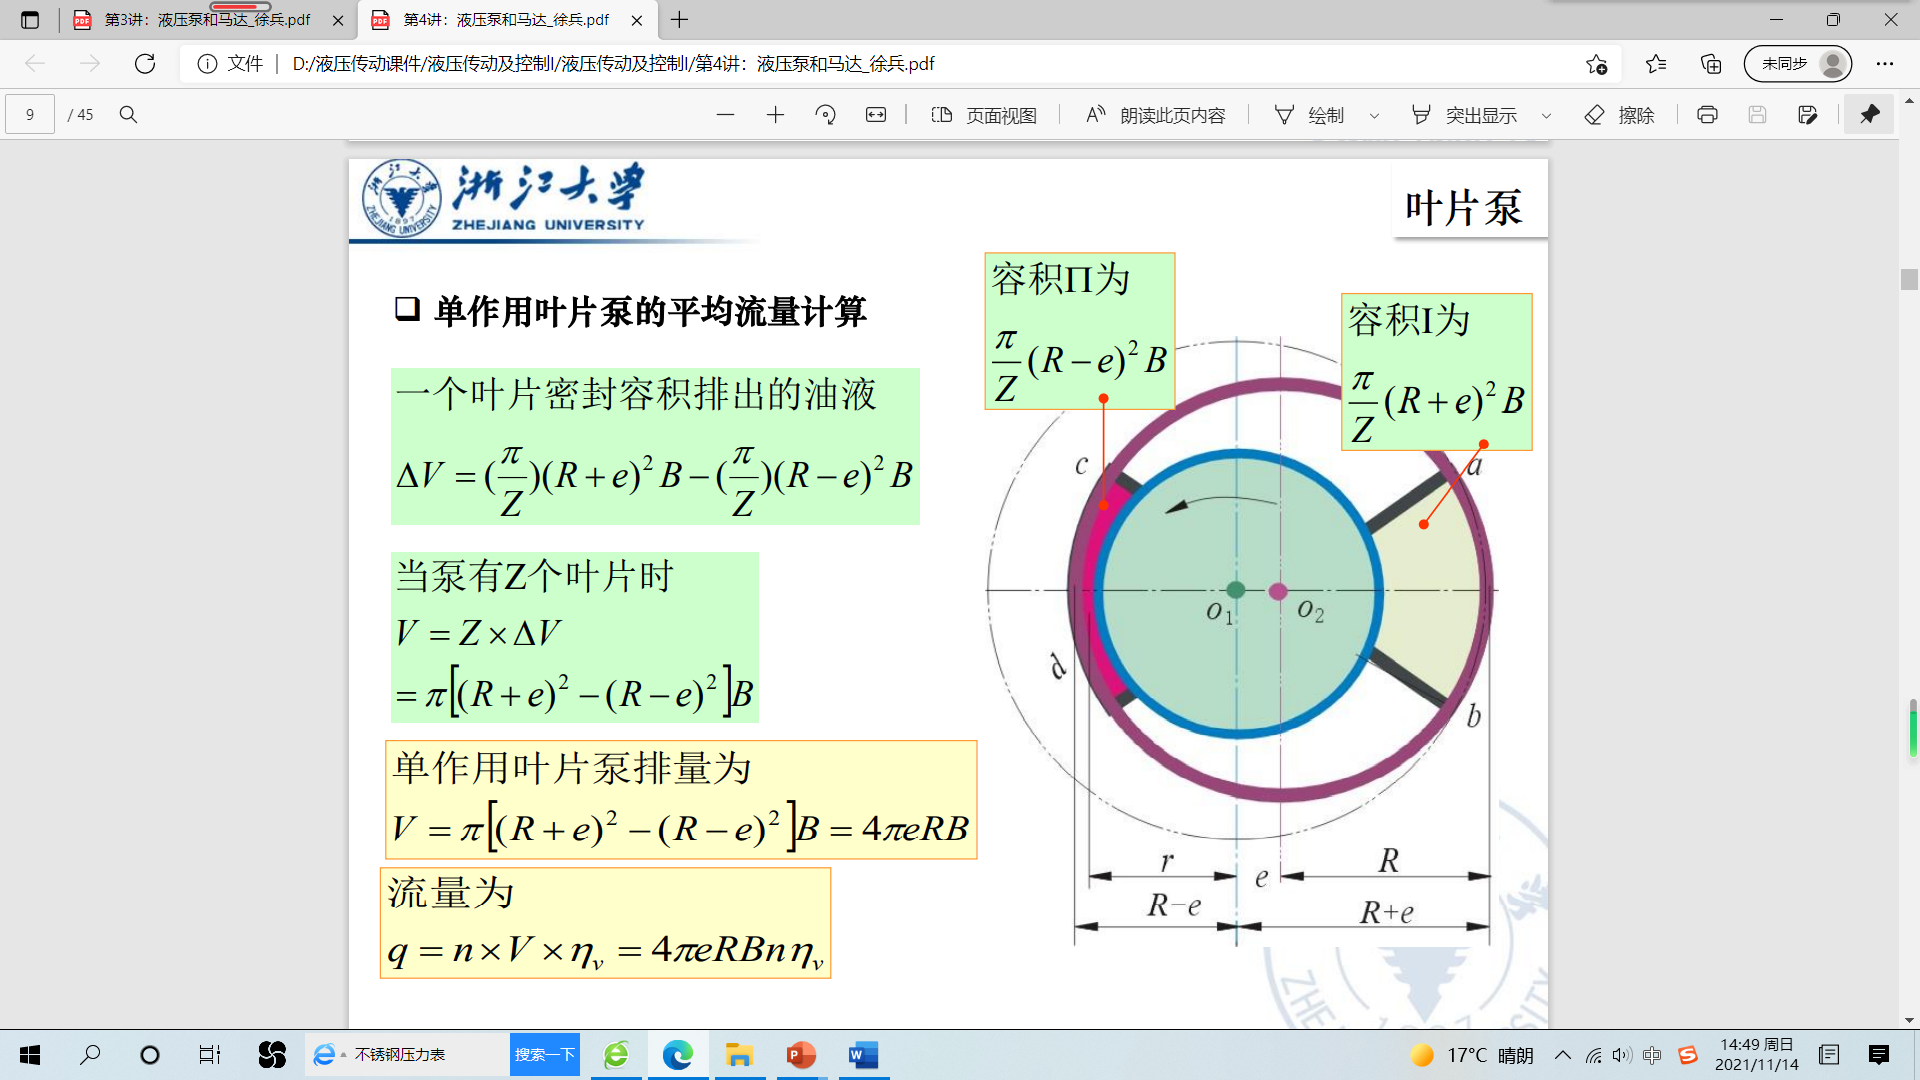 第3讲：液压泵和马达_徐兵.pdf
第4讲：液压泵和马达_徐兵.pdf
文件
D:/液压传动课件/液压传动及控制I/液压传动及控制I/第4讲：液压泵和马达_徐兵.pdf
未同步
9 / 45
页面视图
朗读此页内容
绘制
突出显示
擦除
浙江大学
ZHEJIANG UNIVERSITY
叶片泵
单作用叶片泵的平均流量计算
容积Π为
π/Z (R－e)² B
容积I为
π/Z (R＋e)² B
一个叶片密封容积排出的油液
ΔV = (π/Z)(R+e)² B − (π/Z)(R−e)² B
当泵有Z个叶片时
V = Z × ΔV
= π[(R+e)² − (R−e)²]B
单作用叶片泵排量为
V = π[(R+e)² − (R−e)²]B = 4πeRB
流量为
q = n × V × ηv = 4πeRBnηv
c
a
o1
o2
d
b
r
e
R
R−e
R+e
不锈钢压力表
搜索一下
17°C 晴朗
中
14:49 周日
2021/11/14